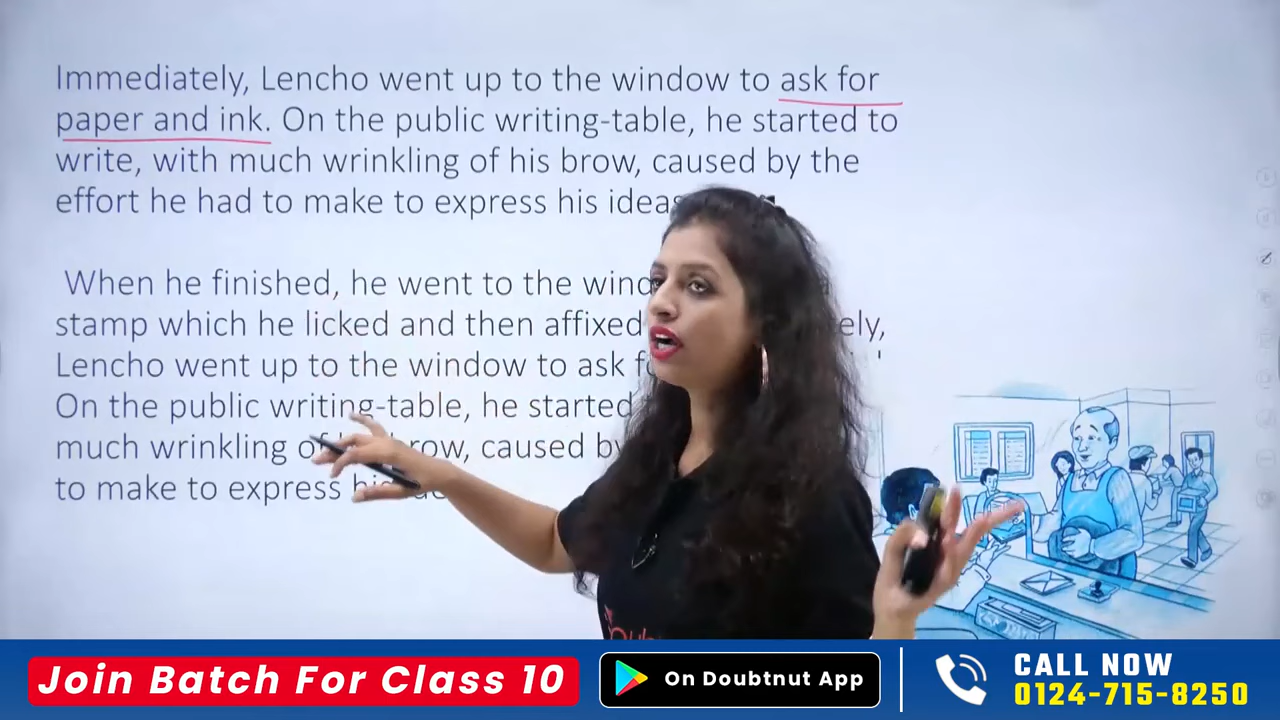 Immediately, Lencho went up to the window to ask for
paper and ink. On the public writing-table, he started to
write, with much wrinkling of his brow, caused by the
effort he had to make to express his ideas
When he finished, he went to the
stamp which he licked and then affixed
Lencho went up to the window to ask
On the public writing-table, he started
much wrinkling brow, caused by
to make to express
Join Batch For Class 10
On Doubtnut App
CALL NOW
0124-715-8250